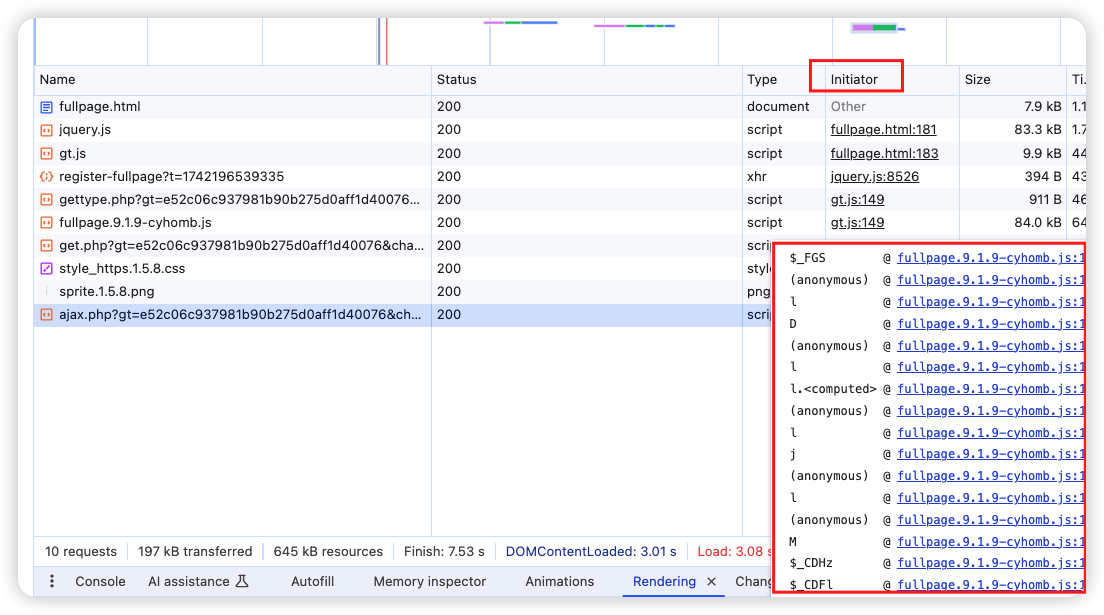 Name Status Type Initiator Size Ti.
fullpage.html 200 document Other 7.9 kB 1.1
jquery.js 200 script fullpage.html:181 83.3 kB 1.7
gt.js 200 script fullpage.html:183 9.9 kB 44
register-fullpage?t=1742196539335 200 xhr jquery.js:8526 394 B 43
gettype.php?gt=e52c06c937981b90b275d0aff1d40076... 200 script gt.js:149 911 B 46
fullpage.9.1.9-cyhomb.js 200 script gt.js:149 84.0 kB 64
get.php?gt=e52c06c937981b90b275d0aff1d40076&cha... 200 scri
style_https.1.5.8.css 200 style
sprite.1.5.8.png 200 png
ajax.php?gt=e52c06c937981b90b275d0aff1d40076&ch... 200 scri
$_FGS @ fullpage.9.1.9-cyhomb.js:1
(anonymous) @ fullpage.9.1.9-cyhomb.js:1
l @ fullpage.9.1.9-cyhomb.js:1
D @ fullpage.9.1.9-cyhomb.js:1
(anonymous) @ fullpage.9.1.9-cyhomb.js:1
l @ fullpage.9.1.9-cyhomb.js:1
l.<computed> @ fullpage.9.1.9-cyhomb.js:1
(anonymous) @ fullpage.9.1.9-cyhomb.js:1
l @ fullpage.9.1.9-cyhomb.js:1
j @ fullpage.9.1.9-cyhomb.js:1
(anonymous) @ fullpage.9.1.9-cyhomb.js:1
l @ fullpage.9.1.9-cyhomb.js:1
(anonymous) @ fullpage.9.1.9-cyhomb.js:1
M @ fullpage.9.1.9-cyhomb.js:1
$_CDHz @ fullpage.9.1.9-cyhomb.js:1
$_CDFl @ fullpage.9.1.9-cyhomb.js:1
10 requests 197 kB transferred 645 kB resources Finish: 7.53 s DOMContentLoaded: 3.01 s Load: 3.08 s
Console AI assistance Autofill Memory inspector Animations Rendering Chang